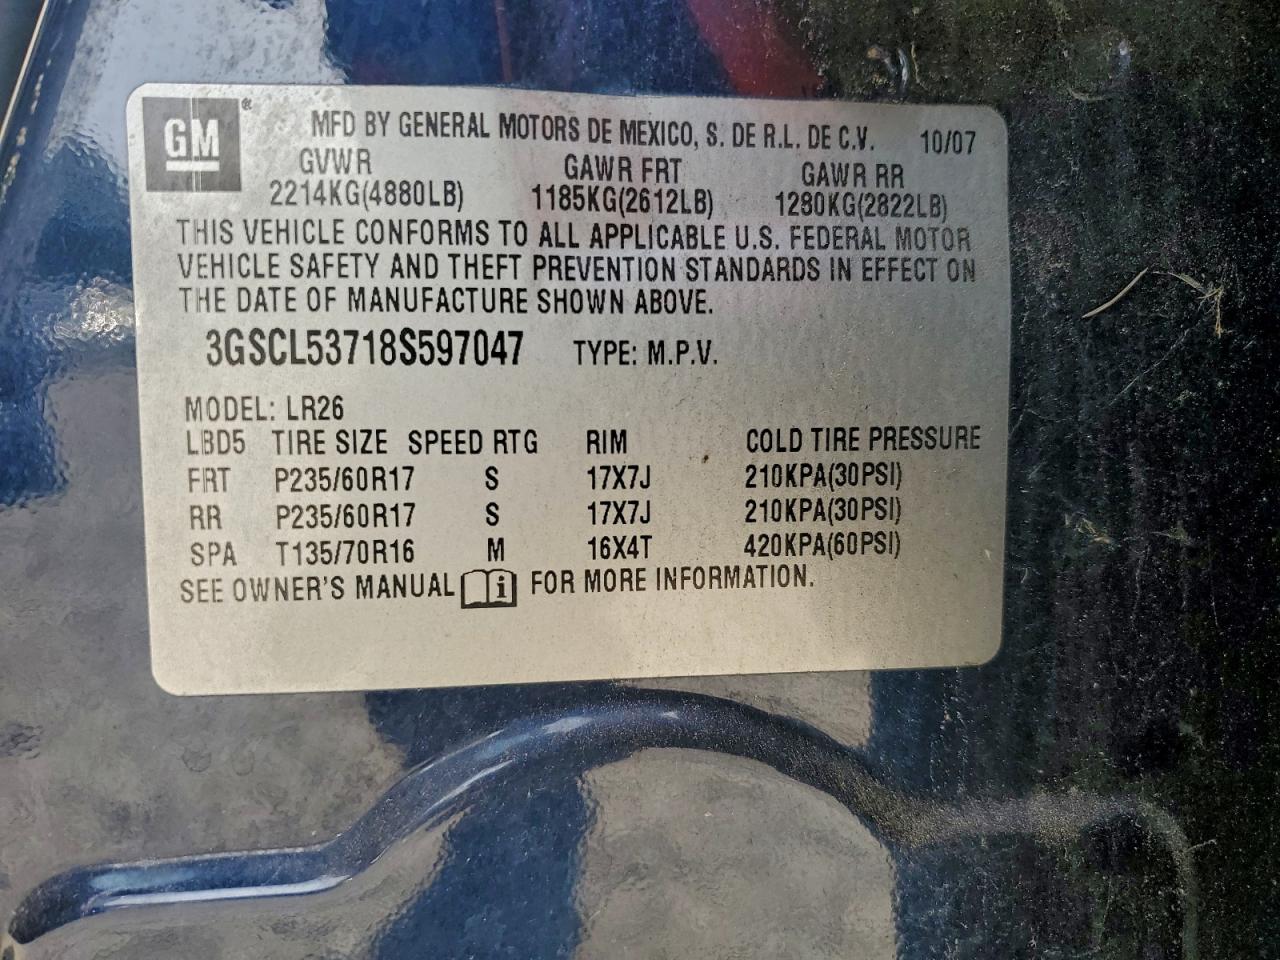 GM® MFD BY GENERAL MOTORS DE MEXICO, S. DE R.L. DE C.V. 10/07
GVWR GAWR FRT GAWR RR
2214KG(4880LB) 1185KG(2612LB) 1280KG(2822LB)
THIS VEHICLE CONFORMS TO ALL APPLICABLE U.S. FEDERAL MOTOR
VEHICLE SAFETY AND THEFT PREVENTION STANDARDS IN EFFECT ON
THE DATE OF MANUFACTURE SHOWN ABOVE.
3GSCL53718S597047 TYPE: M.P.V.
MODEL: LR26
LBD5 TIRE SIZE SPEED RTG RIM COLD TIRE PRESSURE
FRT P235/60R17 S 17X7J 210KPA(30PSI)
RR P235/60R17 S 17X7J 210KPA(30PSI)
SPA T135/70R16 M 16X4T 420KPA(60PSI)
SEE OWNER'S MANUAL i FOR MORE INFORMATION.